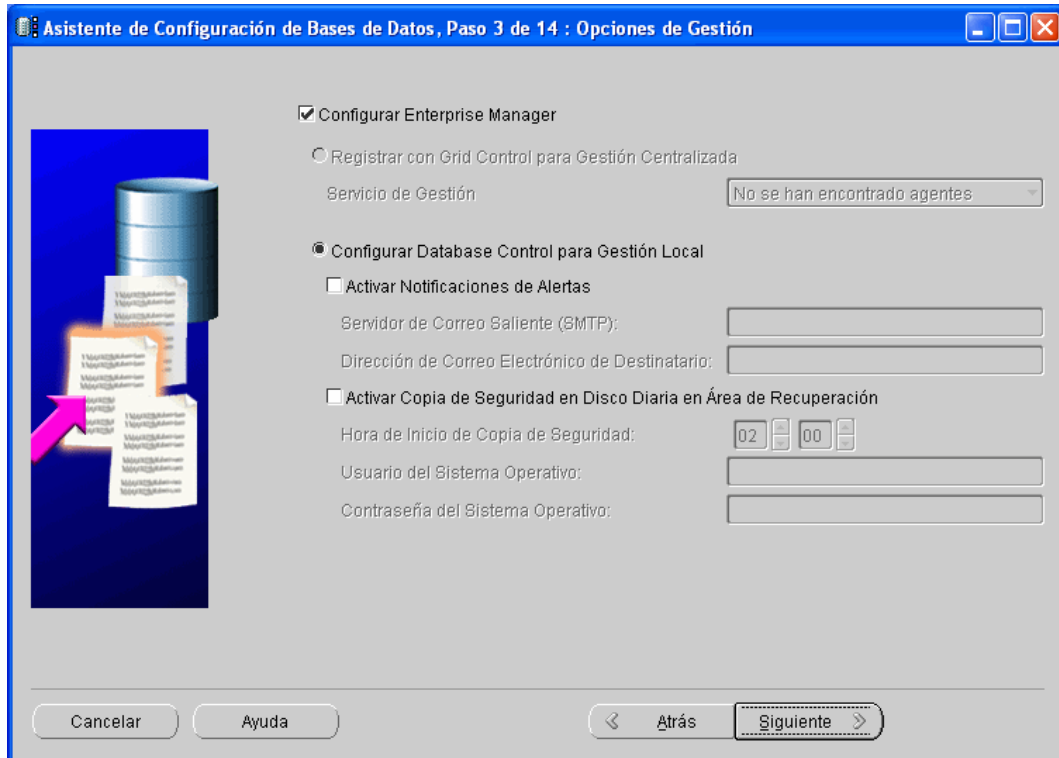 Asistente de Configuración de Bases de Datos, Paso 3 de 14 : Opciones de Gestión
Configurar Enterprise Manager
Registrar con Grid Control para Gestión Centralizada
Servicio de Gestión No se han encontrado agentes
Configurar Database Control para Gestión Local
Activar Notificaciones de Alertas
Servidor de Correo Saliente (SMTP):
Dirección de Correo Electrónico de Destinatario:
Activar Copia de Seguridad en Disco Diaria en Área de Recuperación
Hora de Inicio de Copia de Seguridad: 02 00
Usuario del Sistema Operativo:
Contraseña del Sistema Operativo:
Cancelar Ayuda Atrás Siguiente